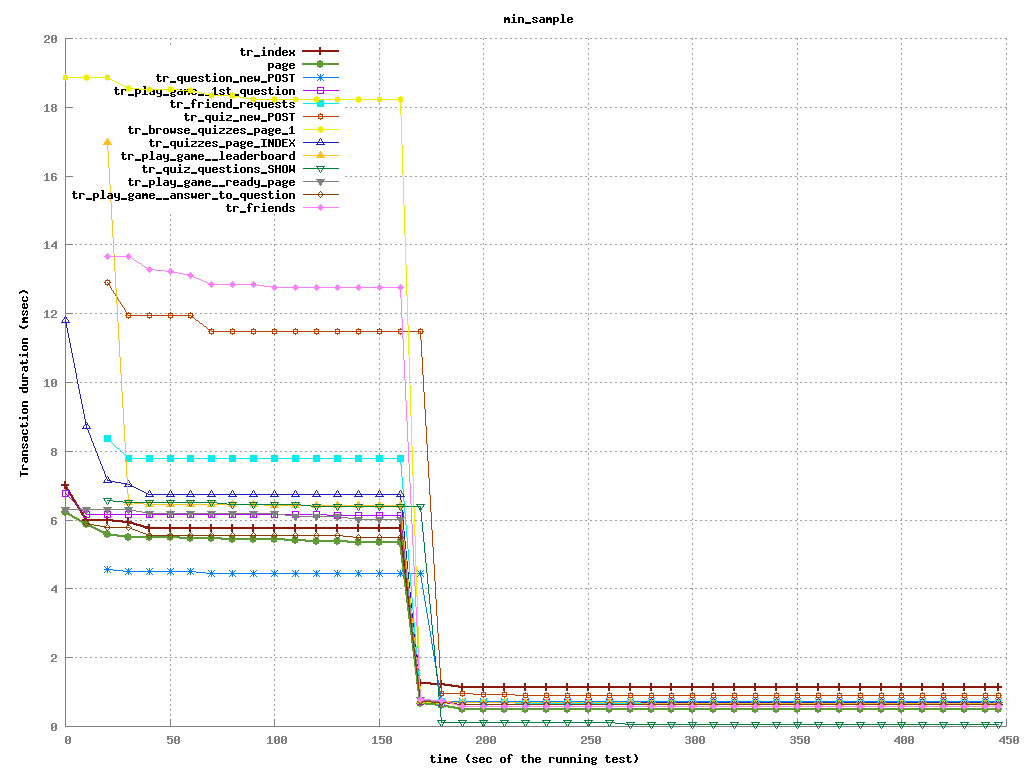 min_sample
20
18
16
14
12
10
8
6
4
2
0
Transaction duration (msec)
tr_index
page
tr_question_new_POST
tr_play_game__1st_question
tr_friend_requests
tr_quiz_new_POST
tr_browse_quizzes_page_1
tr_quizzes_page_INDEX
tr_play_game__leaderboard
tr_quiz_questions_SHOW
tr_play_game__ready_page
tr_play_game__answer_to_question
tr_friends
0 50 100 150 200 250 300 350 400 450
time (sec of the running test)